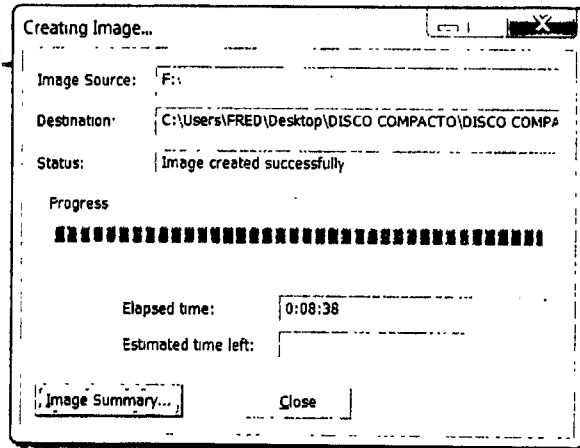 Creating Image...
Image Source: F:\
Destination: C:\Users\FRED\Desktop\DISCO COMPACTO\DISCO COMPA
Status: Image created successfully
Progress
Elapsed time: 0:08:38
Estimated time left:
Image Summary... Close